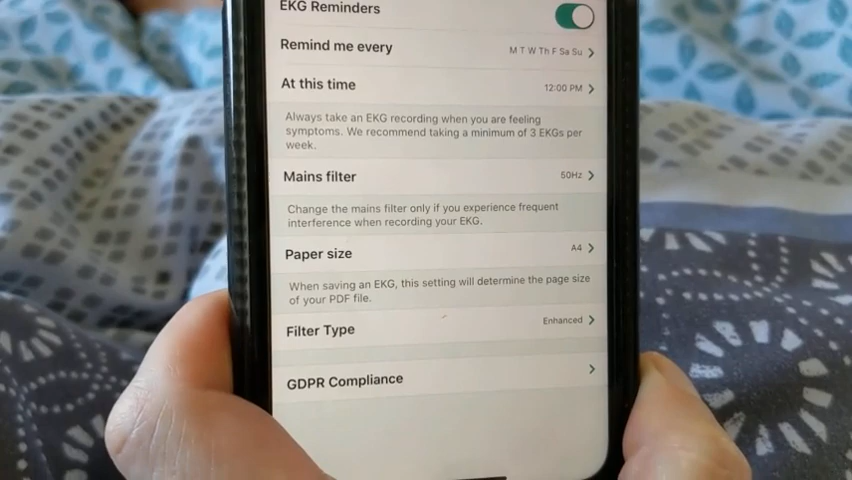 EKG Reminders
Remind me every M T W Th F Sa Su
At this time 12:00 PM
Always take an EKG recording when you are feeling
symptoms. We recommend taking a minimum of 3 EKGs per
week.
Mains filter 50Hz
Change the mains filter only if you experience frequent
interference when recording your EKG.
Paper size A4
When saving an EKG, this setting will determine the page size
of your PDF file.
Filter Type Enhanced
GDPR Compliance